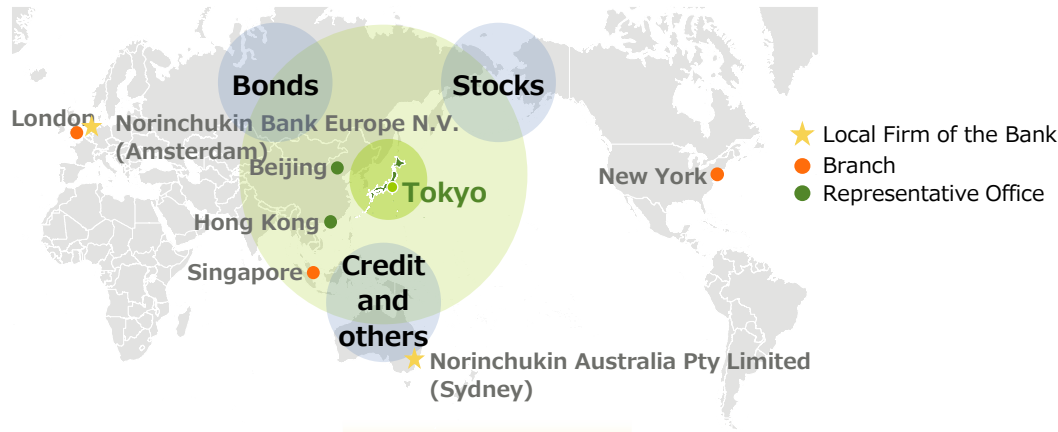 Bonds
Stocks
London
Norinchukin Bank Europe N.V.
(Amsterdam)
Beijing
Tokyo
New York
Hong Kong
Singapore
Credit
and
others
Norinchukin Australia Pty Limited
(Sydney)
Local Firm of the Bank
Branch
Representative Office